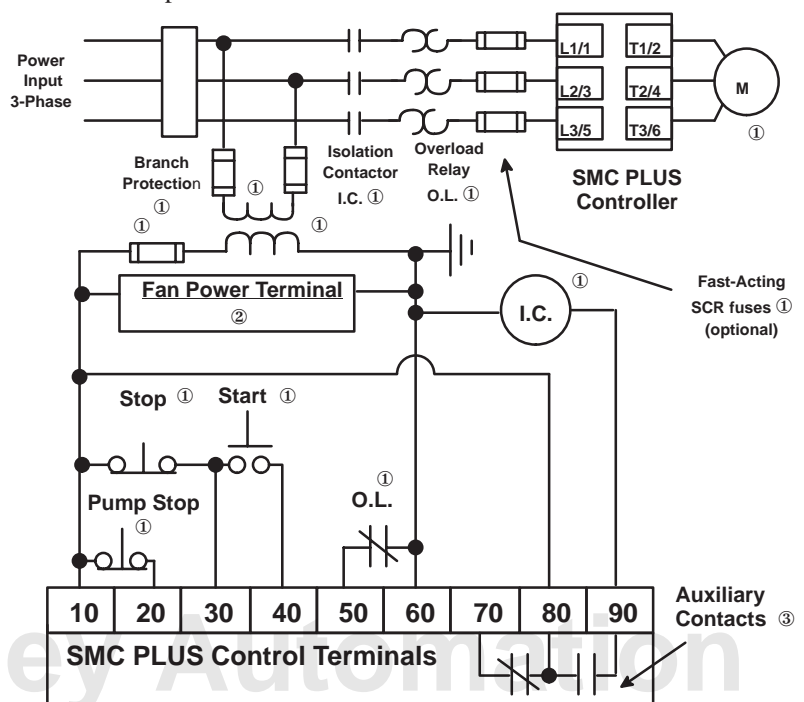 Power
Input
3-Phase
L1/1
T1/2
L2/3
T2/4
L3/5
T3/6
M
①
SMC PLUS
Controller
Branch
Protection
①
①
Isolation
Contactor
I.C. ①
Overload
Relay
O.L. ①
①
①
Fan Power Terminal
②
I.C.
①
Fast-Acting
SCR fuses ①
(optional)
Stop ①
Start ①
Pump Stop
①
①
O.L.
10 20 30 40 50 60 70 80 90
Auxiliary
Contacts ③
SMC PLUS Control Terminals
ey Automation